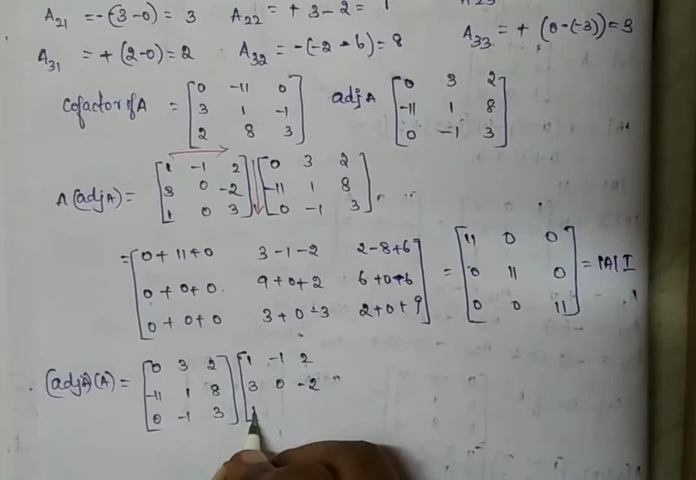 A₂₁ = -(3-0) = 3 A₂₂ = + 3-2 = 1
A₃₁ = + (2-0) = 2 A₃₂ = -(-2-6) = 8 A₃₃ = + (0-(-3)) = 3
Cofactor of A = [0 -11 0 adj A [0 3 2
3 1 -1 -11 1 8
2 8 3] 0 -1 3]
A (adj A) = [1 -1 2 [0 3 2
3 0 -2 -11 1 8
1 0 3] 0 -1 3]
= [0+11+0 3-1-2 2-8+6 = [11 0 0
0+0+0 9+0+2 6+0-6 0 11 0 = |A| I
0+0+0 3+0-3 2+0+9] 0 0 11]
(adj A)(A) = [0 3 2 [1 -1 2
-11 1 8 3 0 -2
0 -1 3] 1